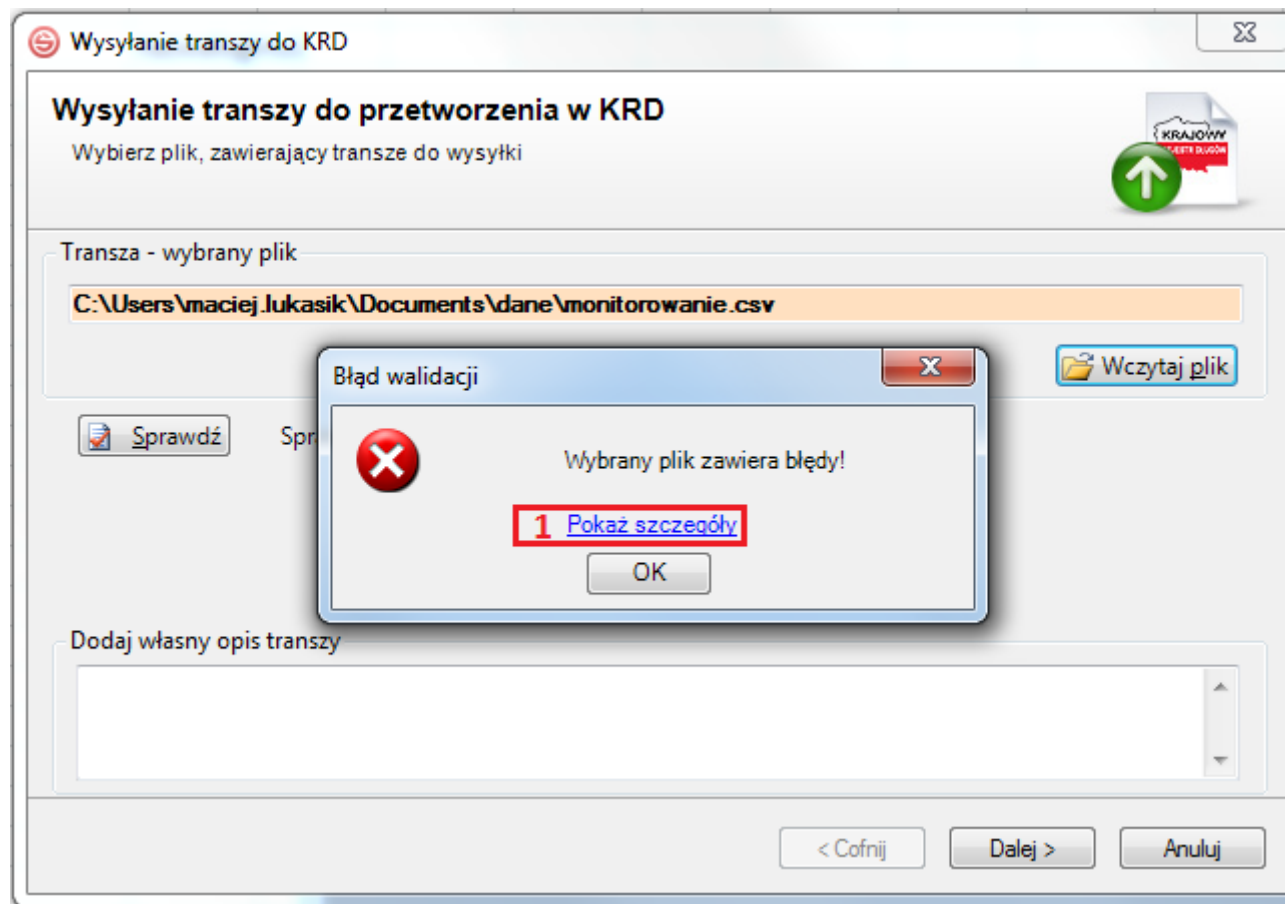 Wysyłanie transzy do KRD
Wysyłanie transzy do przetworzenia w KRD
Wybierz plik, zawierający transze do wysyłki
KRAJOWY
Transza - wybrany plik
C:\Users\maciej.lukasik\Documents\dane\monitorowanie.csv
Wczytaj plik
Błąd walidacji
Sprawdź Spr
Wybrany plik zawiera błędy!
1 Pokaż szczegóły
OK
Dodaj własny opis transzy
< Cofnij Dalej > Anuluj